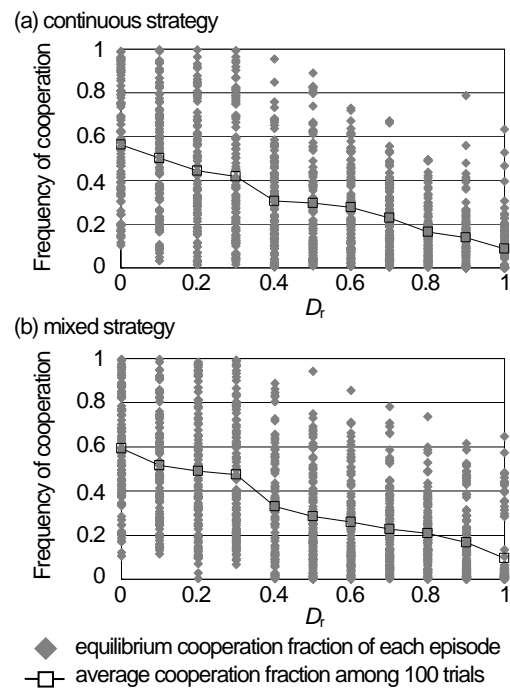 (a) continuous strategy
Frequency of cooperation
1
0.8
0.6
0.4
0.2
0
0 0.2 0.4 0.6 0.8 1
Dr
(b) mixed strategy
Frequency of cooperation
1
0.8
0.6
0.4
0.2
0
0 0.2 0.4 0.6 0.8 1
Dr
equilibrium cooperation fraction of each episode
average cooperation fraction among 100 trials